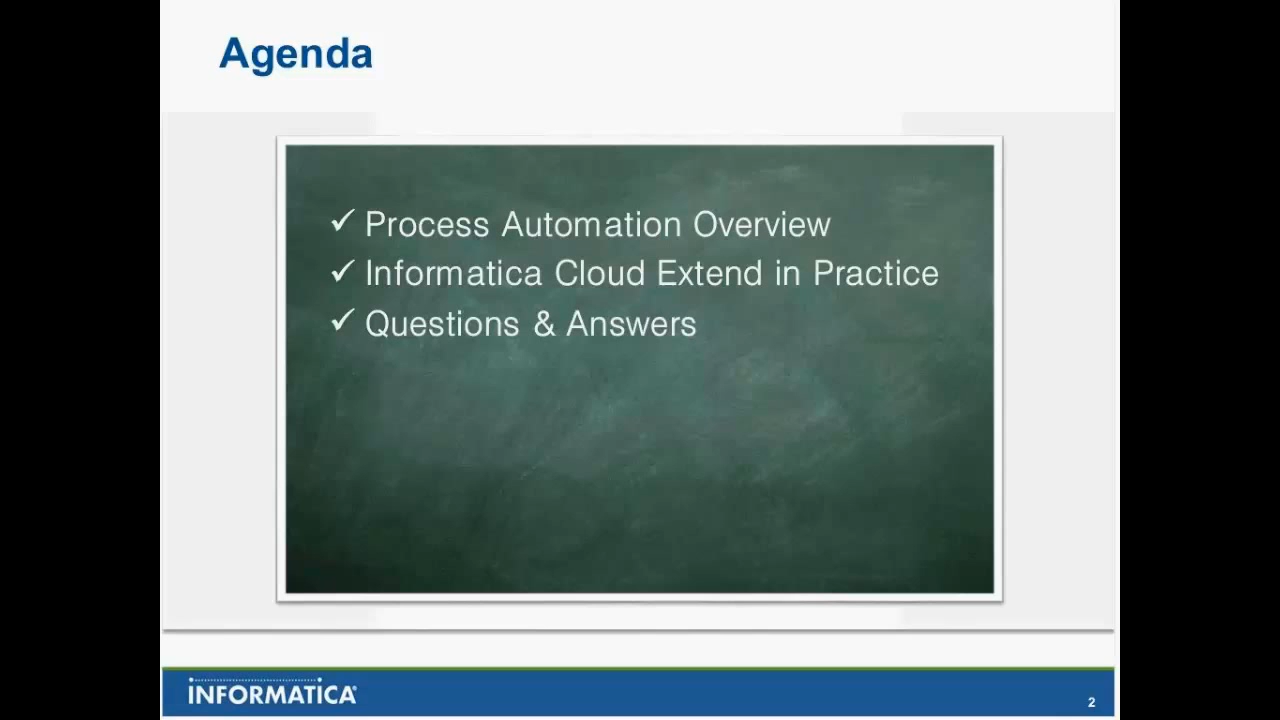 Agenda
✓ Process Automation Overview
✓ Informatica Cloud Extend in Practice
✓ Questions & Answers
INFORMATICA®
2